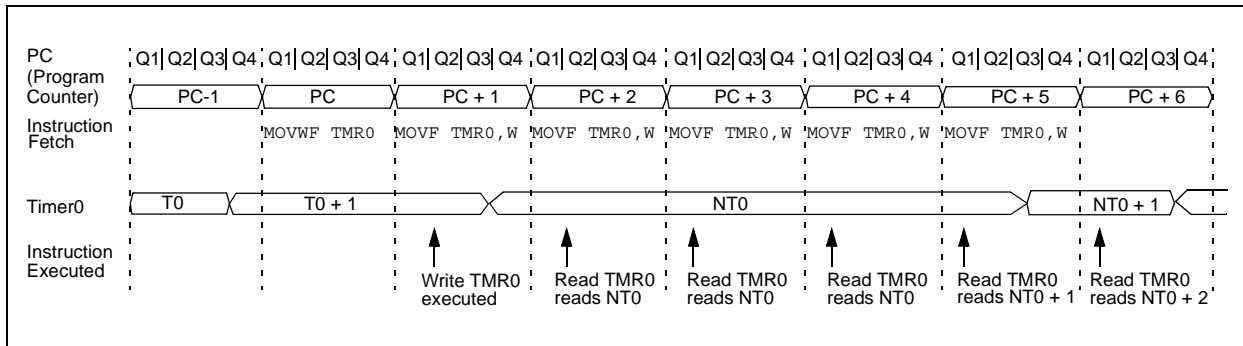 PC
(Program
Counter)
Q1 Q2 Q3 Q4 Q1 Q2 Q3 Q4 Q1 Q2 Q3 Q4 Q1 Q2 Q3 Q4 Q1 Q2 Q3 Q4 Q1 Q2 Q3 Q4 Q1 Q2 Q3 Q4 Q1 Q2 Q3 Q4
PC-1 PC PC + 1 PC + 2 PC + 3 PC + 4 PC + 5 PC + 6
Instruction
Fetch
MOVWF TMR0 MOVF TMR0,W MOVF TMR0,W MOVF TMR0,W MOVF TMR0,W MOVF TMR0,W
Timer0
T0 T0 + 1 NT0 NT0 + 1
Instruction
Executed
Write TMR0
executed
Read TMR0
reads NT0
Read TMR0
reads NT0
Read TMR0
reads NT0
Read TMR0
reads NT0 + 1
Read TMR0
reads NT0 + 2